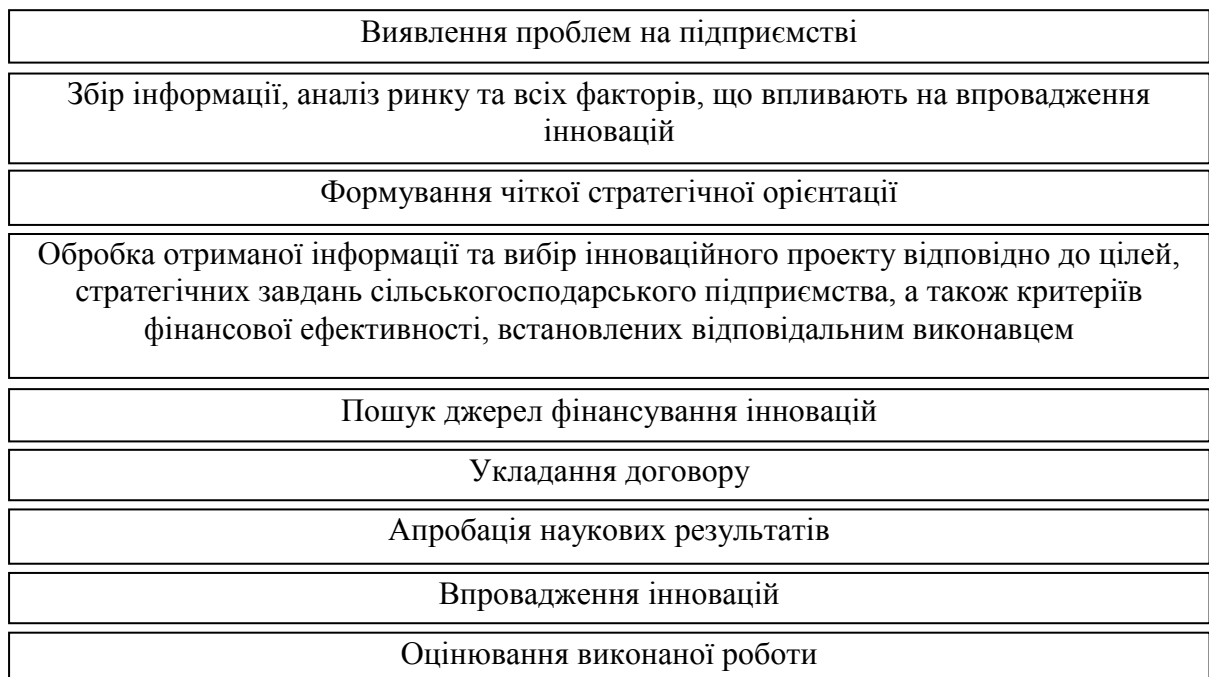 Виявлення проблем на підприємстві
Збір інформації, аналіз ринку та всіх факторів, що впливають на впровадження
інновацій
Формування чіткої стратегічної орієнтації
Обробка отриманої інформації та вибір інноваційного проекту відповідно до цілей,
стратегічних завдань сільськогосподарського підприємства, а також критеріїв
фінансової ефективності, встановлених відповідальним виконавцем
Пошук джерел фінансування інновацій
Укладання договору
Апробація наукових результатів
Впровадження інновацій
Оцінювання виконаної роботи